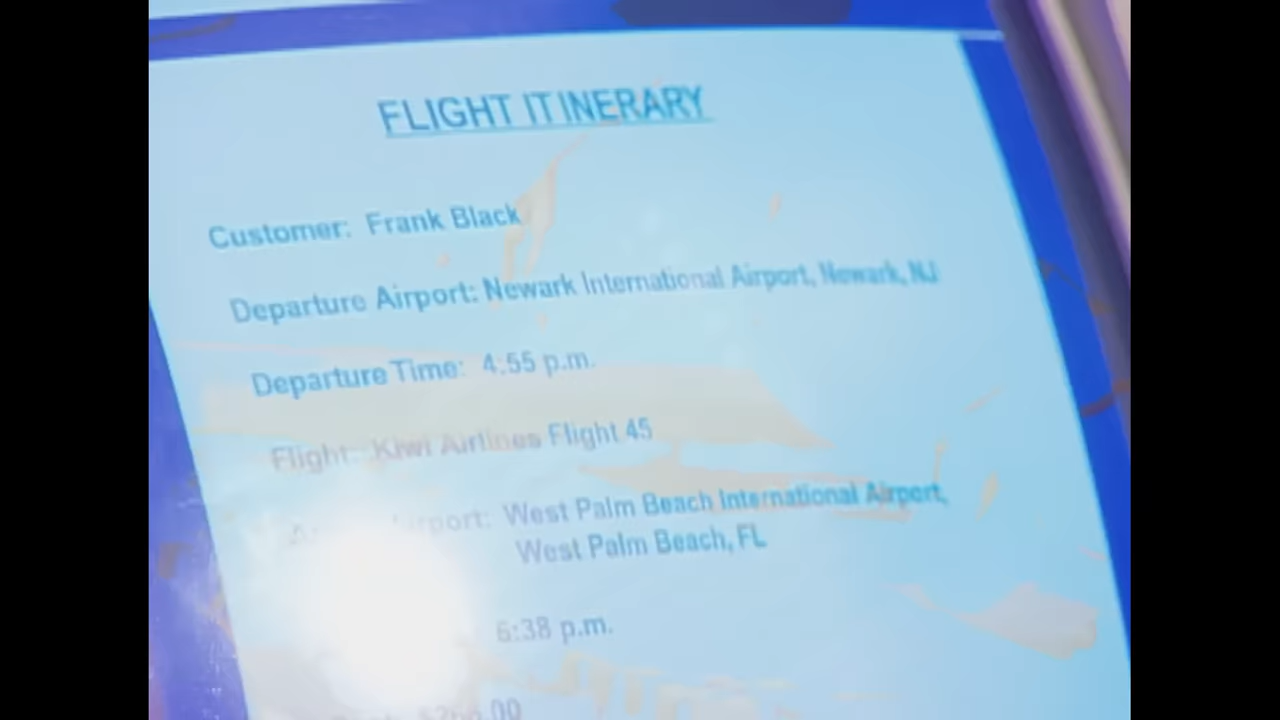 FLIGHT ITINERARY
Customer: Frank Black
Departure Airport: Newark International Airport, Newark, NJ
Departure Time: 4:55 p.m.
Flight: Kiwi Airlines Flight 45
Airport: West Palm Beach International Airport,
West Palm Beach, FL
6:38 p.m.